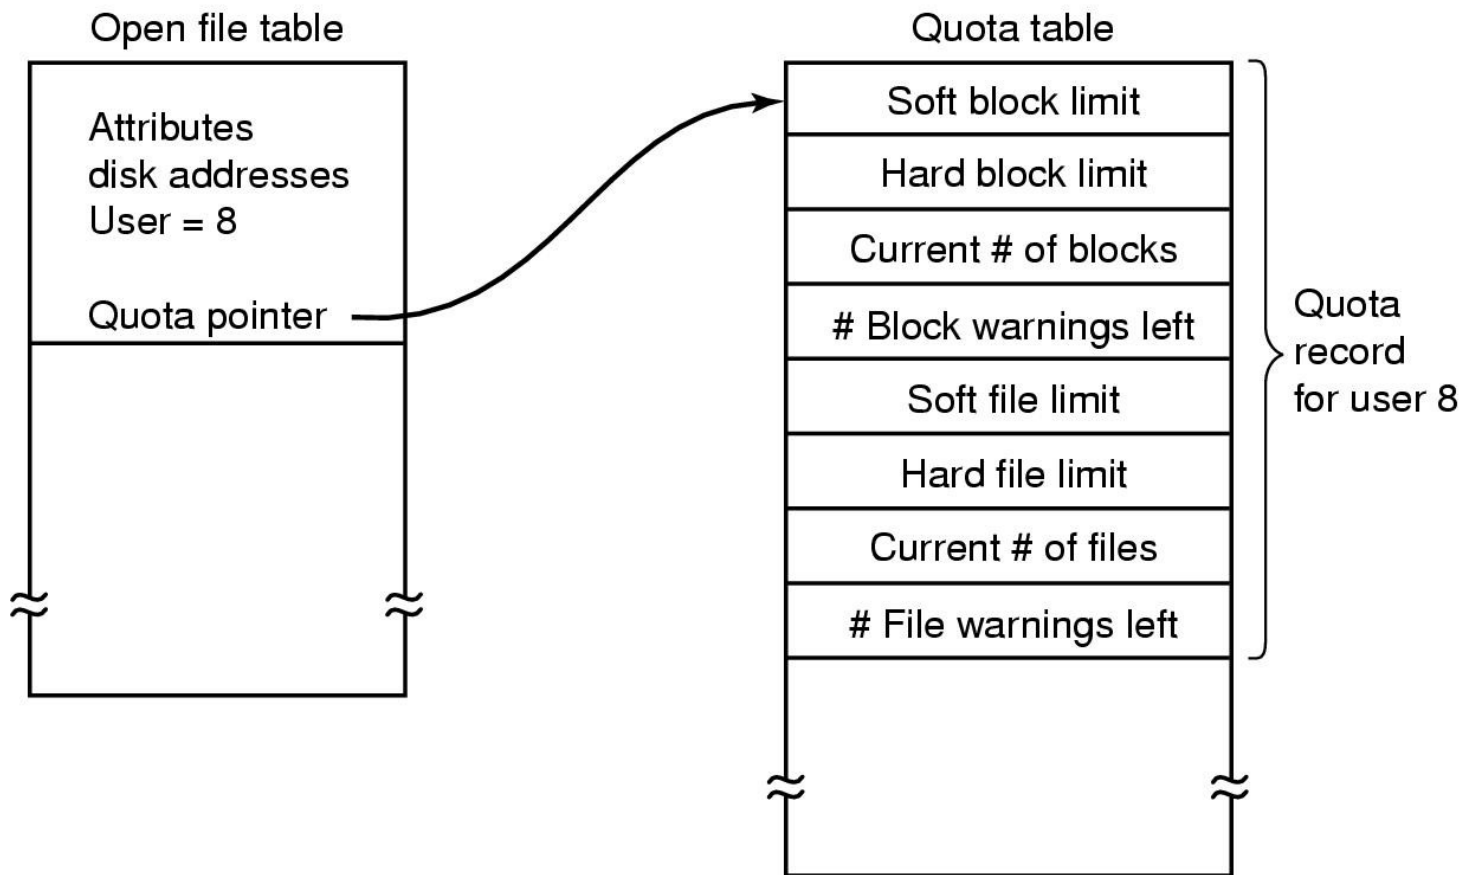 Open file table
Attributes
disk addresses
User = 8
Quota pointer
Quota table
Soft block limit
Hard block limit
Current # of blocks
# Block warnings left
Soft file limit
Hard file limit
Current # of files
# File warnings left
Quota
record
for user 8